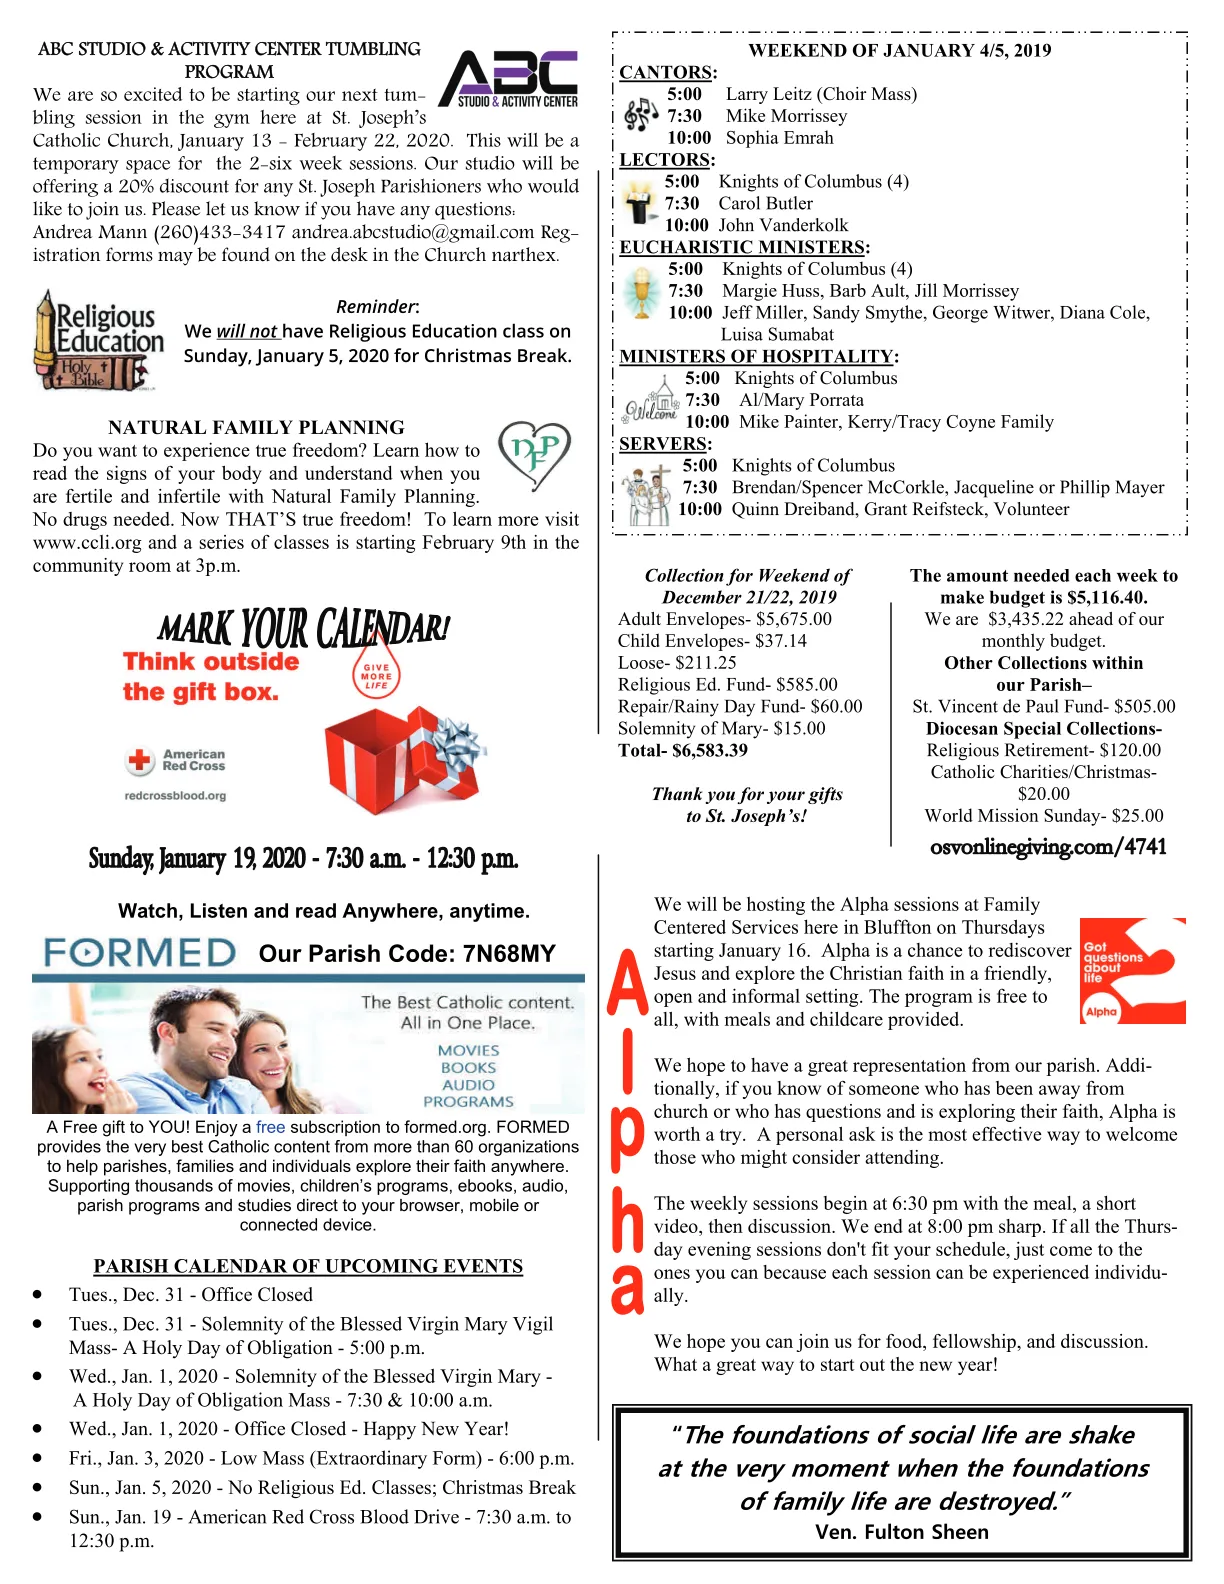 ABC STUDIO & ACTIVITY CENTER TUMBLING
PROGRAM
ABC
STUDIO & ACTIVITY CENTER
We are so excited to be starting our next tum-
bling session in the gym here at St. Joseph's
Catholic Church, January 13 - February 22, 2020. This will be a
temporary space for the 2-six week sessions. Our studio will be
offering a 20% discount for any St. Joseph Parishioners who would
like to join us. Please let us know if you have any questions:
Andrea Mann (260)433-3417 andrea.abcstudio@gmail.com Reg-
istration forms may be found on the desk in the Church narthex.
Religious
Education
Holy
Bible
Reminder:
We will not have Religious Education class on
Sunday, January 5, 2020 for Christmas Break.
NATURAL FAMILY PLANNING
NFP
Do you want to experience true freedom? Learn how to
read the signs of your body and understand when you
are fertile and infertile with Natural Family Planning.
No drugs needed. Now THAT'S true freedom! To learn more visit
www.ccli.org and a series of classes is starting February 9th in the
community room at 3p.m.
MARK YOUR CALENDAR!
Think outside
the gift box.
GIVE
MORE
LIFE
American
Red Cross
redcrossblood.org
Sunday, January 19, 2020 - 7:30 a.m. - 12:30 p.m.
Watch, Listen and read Anywhere, anytime.
FORMED Our Parish Code: 7N68MY
The Best Catholic content.
All in One Place.
MOVIES
BOOKS
AUDIO
PROGRAMS
A Free gift to YOU! Enjoy a free subscription to formed.org. FORMED
provides the very best Catholic content from more than 60 organizations
to help parishes, families and individuals explore their faith anywhere.
Supporting thousands of movies, children's programs, ebooks, audio,
parish programs and studies direct to your browser, mobile or
connected device.
PARISH CALENDAR OF UPCOMING EVENTS
• Tues., Dec. 31 - Office Closed
• Tues., Dec. 31 - Solemnity of the Blessed Virgin Mary Vigil
Mass- A Holy Day of Obligation - 5:00 p.m.
• Wed., Jan. 1, 2020 - Solemnity of the Blessed Virgin Mary -
A Holy Day of Obligation Mass - 7:30 & 10:00 a.m.
• Wed., Jan. 1, 2020 - Office Closed - Happy New Year!
• Fri., Jan. 3, 2020 - Low Mass (Extraordinary Form) - 6:00 p.m.
• Sun., Jan. 5, 2020 - No Religious Ed. Classes; Christmas Break
• Sun., Jan. 19 - American Red Cross Blood Drive - 7:30 a.m. to
12:30 p.m.
WEEKEND OF JANUARY 4/5, 2019
CANTORS:
5:00 Larry Leitz (Choir Mass)
7:30 Mike Morrissey
10:00 Sophia Emrah
LECTORS:
5:00 Knights of Columbus (4)
7:30 Carol Butler
10:00 John Vanderkolk
EUCHARISTIC MINISTERS:
5:00 Knights of Columbus (4)
7:30 Margie Huss, Barb Ault, Jill Morrissey
10:00 Jeff Miller, Sandy Smythe, George Witwer, Diana Cole,
Luisa Sumabat
MINISTERS OF HOSPITALITY:
Welcome
5:00 Knights of Columbus
7:30 Al/Mary Porrata
10:00 Mike Painter, Kerry/Tracy Coyne Family
SERVERS:
5:00 Knights of Columbus
7:30 Brendan/Spencer McCorkle, Jacqueline or Phillip Mayer
10:00 Quinn Dreiband, Grant Reifsteck, Volunteer
Collection for Weekend of
December 21/22, 2019
Adult Envelopes- $5,675.00
Child Envelopes- $37.14
Loose- $211.25
Religious Ed. Fund- $585.00
Repair/Rainy Day Fund- $60.00
Solemnity of Mary- $15.00
Total- $6,583.39
Thank you for your gifts
to St. Joseph's!
The amount needed each week to
make budget is $5,116.40.
We are $3,435.22 ahead of our
monthly budget.
Other Collections within
our Parish–
St. Vincent de Paul Fund- $505.00
Diocesan Special Collections-
Religious Retirement- $120.00
Catholic Charities/Christmas-
$20.00
World Mission Sunday- $25.00
osvonlinegiving.com/4741
Alpha
We will be hosting the Alpha sessions at Family
Centered Services here in Bluffton on Thursdays
starting January 16. Alpha is a chance to rediscover
Jesus and explore the Christian faith in a friendly,
open and informal setting. The program is free to
all, with meals and childcare provided.
Got
questions
about
life
Alpha
We hope to have a great representation from our parish. Addi-
tionally, if you know of someone who has been away from
church or who has questions and is exploring their faith, Alpha is
worth a try. A personal ask is the most effective way to welcome
those who might consider attending.
The weekly sessions begin at 6:30 pm with the meal, a short
video, then discussion. We end at 8:00 pm sharp. If all the Thurs-
day evening sessions don't fit your schedule, just come to the
ones you can because each session can be experienced individu-
ally.
We hope you can join us for food, fellowship, and discussion.
What a great way to start out the new year!
"The foundations of social life are shake
at the very moment when the foundations
of family life are destroyed."
Ven. Fulton Sheen